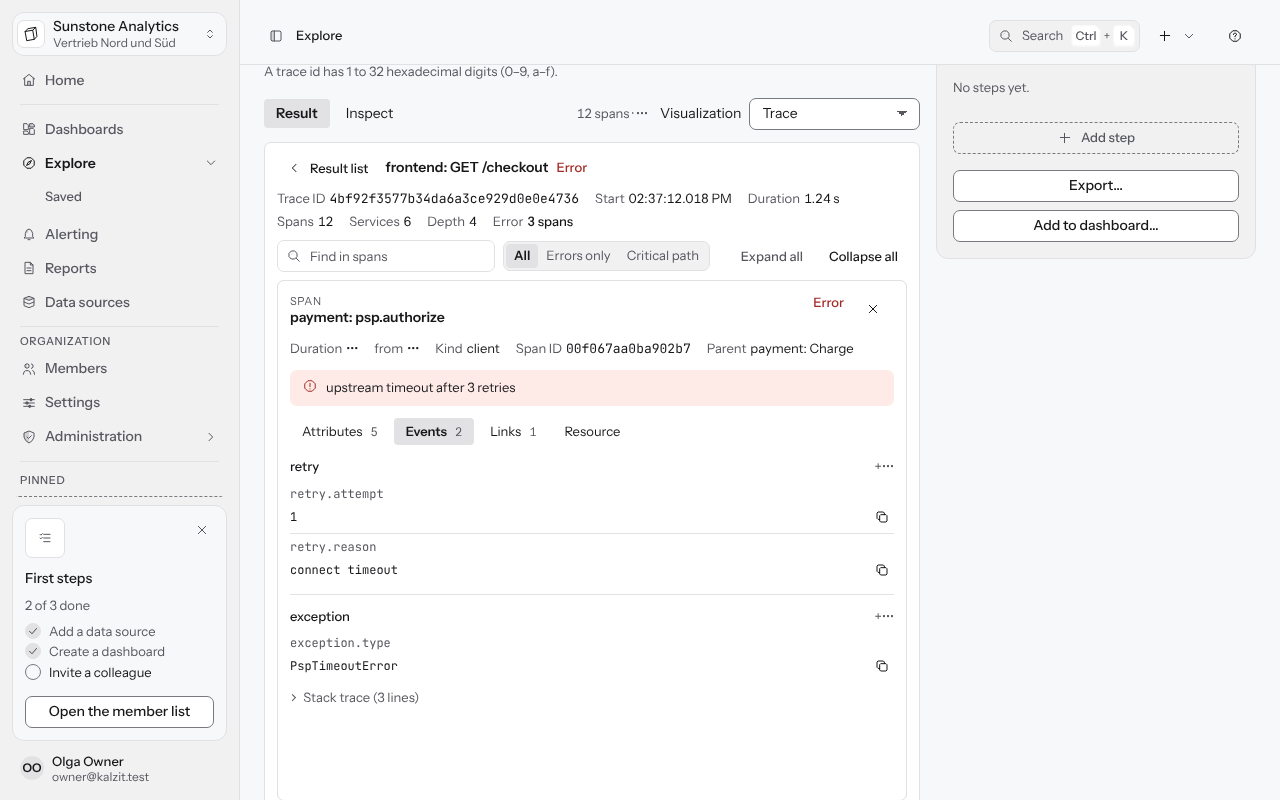 Sunstone Analytics
Vertrieb Nord und Süd
Home
Dashboards
Explore
Saved
Alerting
Reports
Data sources
ORGANIZATION
Members
Settings
Administration
PINNED
First steps
2 of 3 done
Add a data source
Create a dashboard
Invite a colleague
Open the member list
OO
Olga Owner
owner@kalzit.test
Explore
Search Ctrl + K
A trace id has 1 to 32 hexadecimal digits (0–9, a–f).
Result Inspect 12 spans · ··· Visualization Trace
Result list frontend: GET /checkout Error
Trace ID 4bf92f3577b34da6a3ce929d0e0e4736 Start 02:37:12.018 PM Duration 1.24 s
Spans 12 Services 6 Depth 4 Error 3 spans
Find in spans All Errors only Critical path Expand all Collapse all
SPAN
payment: psp.authorize Error
Duration ··· from ··· Kind client Span ID 00f067aa0ba902b7 Parent payment: Charge
upstream timeout after 3 retries
Attributes 5 Events 2 Links 1 Resource
retry +···
retry.attempt
1
retry.reason
connect timeout
exception +···
exception.type
PspTimeoutError
Stack trace (3 lines)
No steps yet.
Add step
Export...
Add to dashboard...